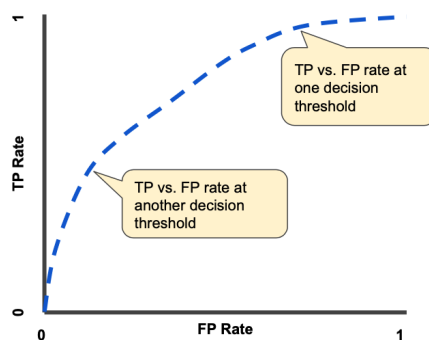 1
TP vs. FP rate at
one decision
threshold
TP Rate
TP vs. FP rate at
another decision
threshold
0
0
FP Rate
1